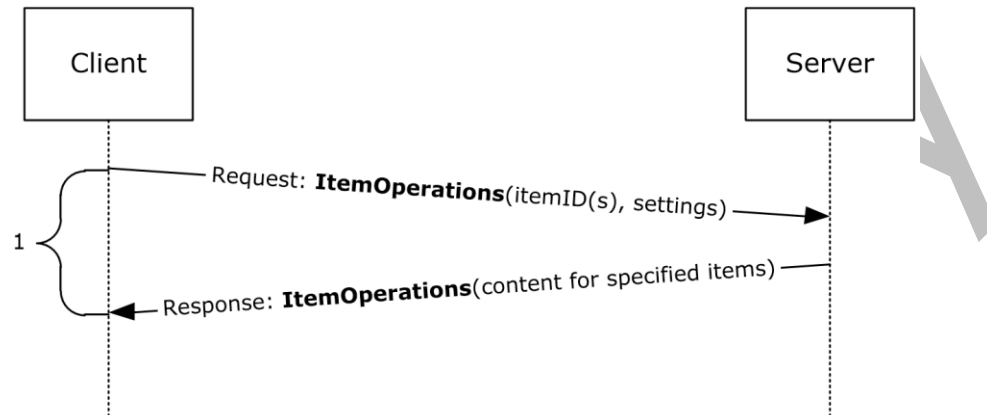 Client
Server
Request: ItemOperations(itemID(s), settings)
1
Response: ItemOperations(content for specified items)